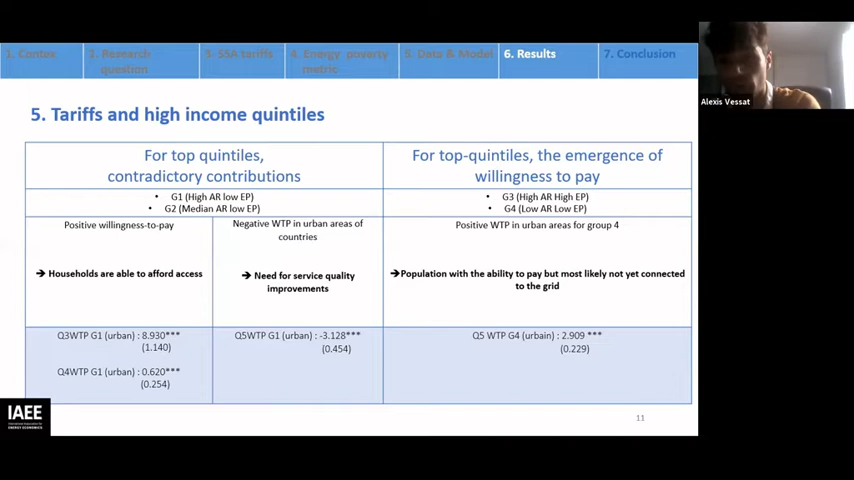 1. Contex
2. Research
question
3. SSA tariffs
4. Energy poverty
metric
5. Data & Model
6. Results
7. Conclusion
Alexis Vessat
5. Tariffs and high income quintiles
For top quintiles,
contradictory contributions
For top-quintiles, the emergence of
willingness to pay
• G1 (High AR low EP)
• G2 (Median AR low EP)
• G3 (High AR High EP)
• G4 (Low AR Low EP)
Positive willingness-to-pay
Negative WTP in urban areas of
countries
Positive WTP in urban areas for group 4
➔ Households are able to afford access
➔ Need for service quality
improvements
➔Population with the ability to pay but most likely not yet connected
to the grid
Q3WTP G1 (urban) : 8.930***
(1.140)
Q4WTP G1 (urban) : 0.620***
(0.254)
Q5WTP G1 (urban) : -3.128***
(0.454)
Q5 WTP G4 (urbain) : 2.909 ***
(0.229)
IAEE
International Association for
ENERGY ECONOMICS
11